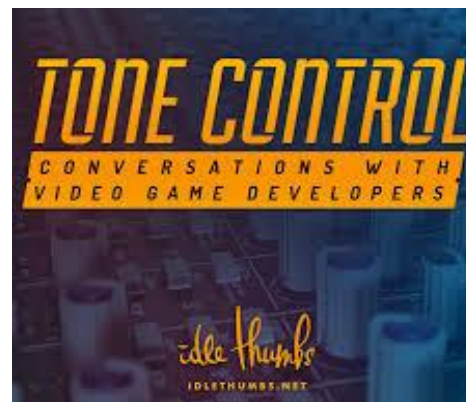 TONE CONTROL
CONVERSATIONS WITH
VIDEO GAME DEVELOPERS
idle thumbs
IDLETHUMBS.NET